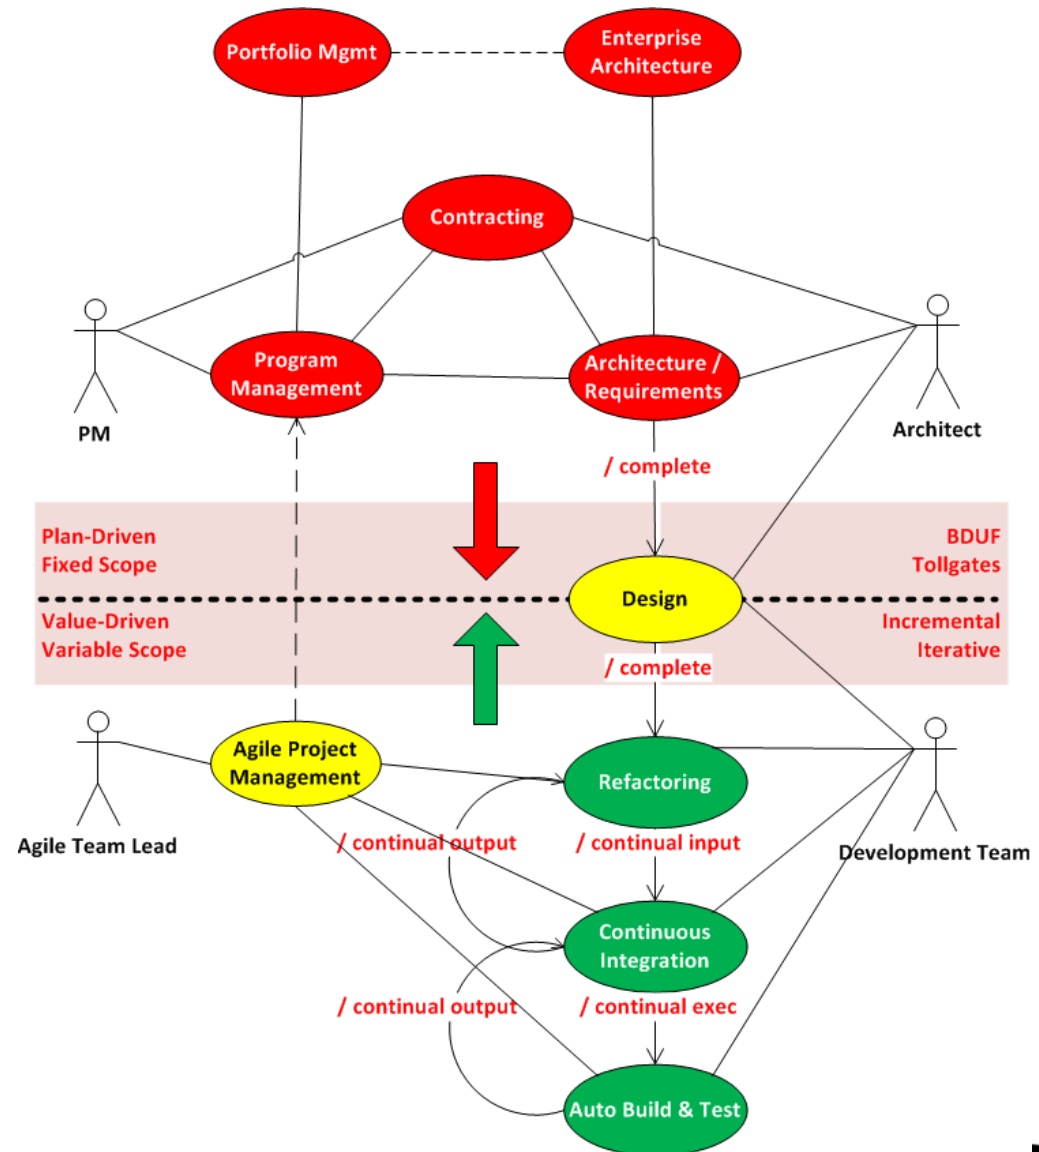 Portfolio Mgmt
Enterprise
Architecture
Contracting
Program
Management
Architecture /
Requirements
PM
Architect
/ complete
Plan-Driven
Fixed Scope
BDUF
Tollgates
Design
Value-Driven
Variable Scope
Incremental
Iterative
/ complete
Agile Project
Management
Refactoring
Agile Team Lead
/ continual output
/ continual input
Development Team
Continuous
Integration
/ continual output
/ continual exec
Auto Build & Test